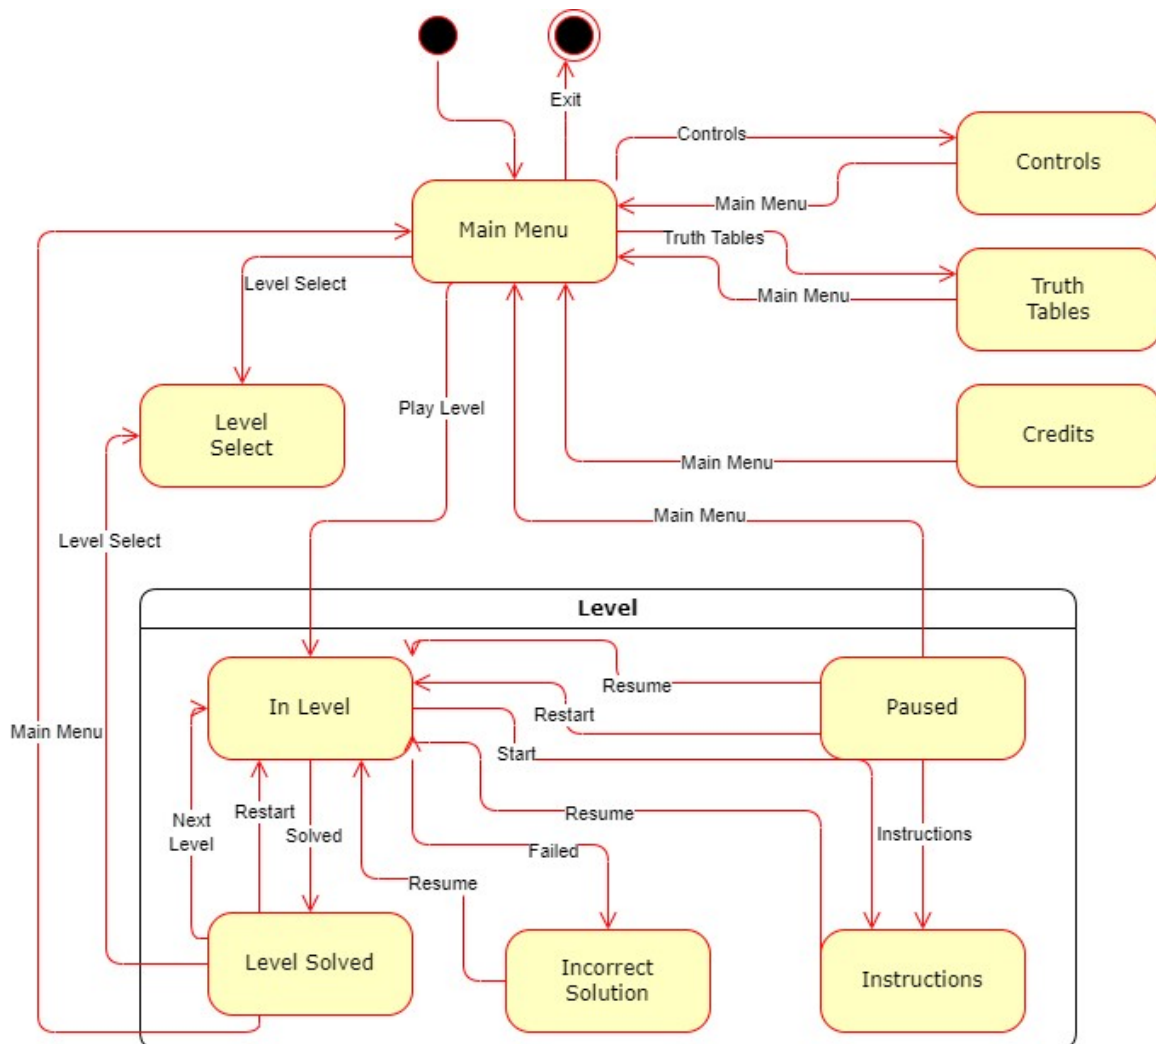 Exit
Controls
Controls
Main Menu
Main Menu
Truth Tables
Level Select
Main Menu
Truth
Tables
Level
Select
Play Level
Credits
Main Menu
Main Menu
Level Select
Level
In Level
Resume
Paused
Restart
Main Menu
Start
Next
Level
Restart
Solved
Resume
Failed
Instructions
Resume
Level Solved
Incorrect
Solution
Instructions